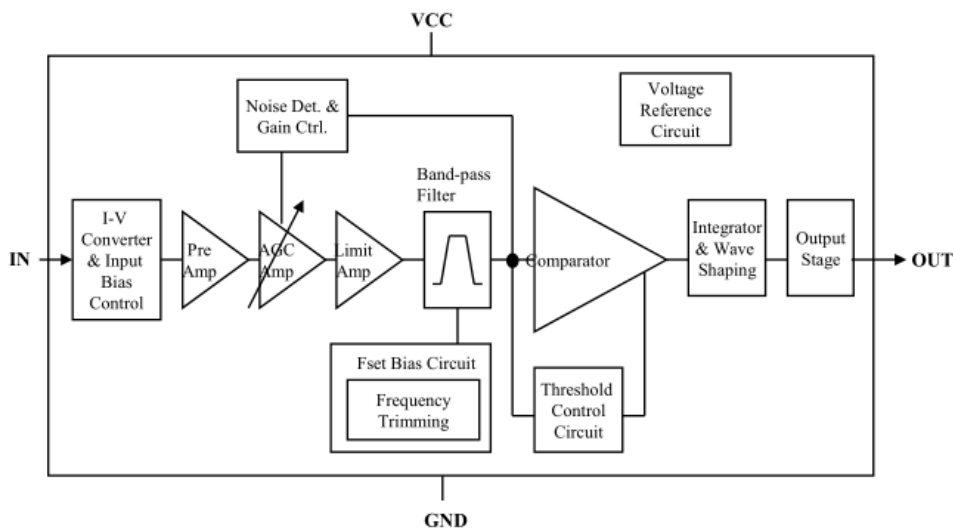 VCC
Noise Det. &
Gain Ctrl.
Voltage
Reference
Circuit
Band-pass
Filter
I-V
Converter
& Input
Bias
Control
Pre
Amp
AGC
Amp
Limit
Amp
Comparator
Integrator
& Wave
Shaping
Output
Stage
IN
OUT
Fset Bias Circuit
Frequency
Trimming
Threshold
Control
Circuit
GND